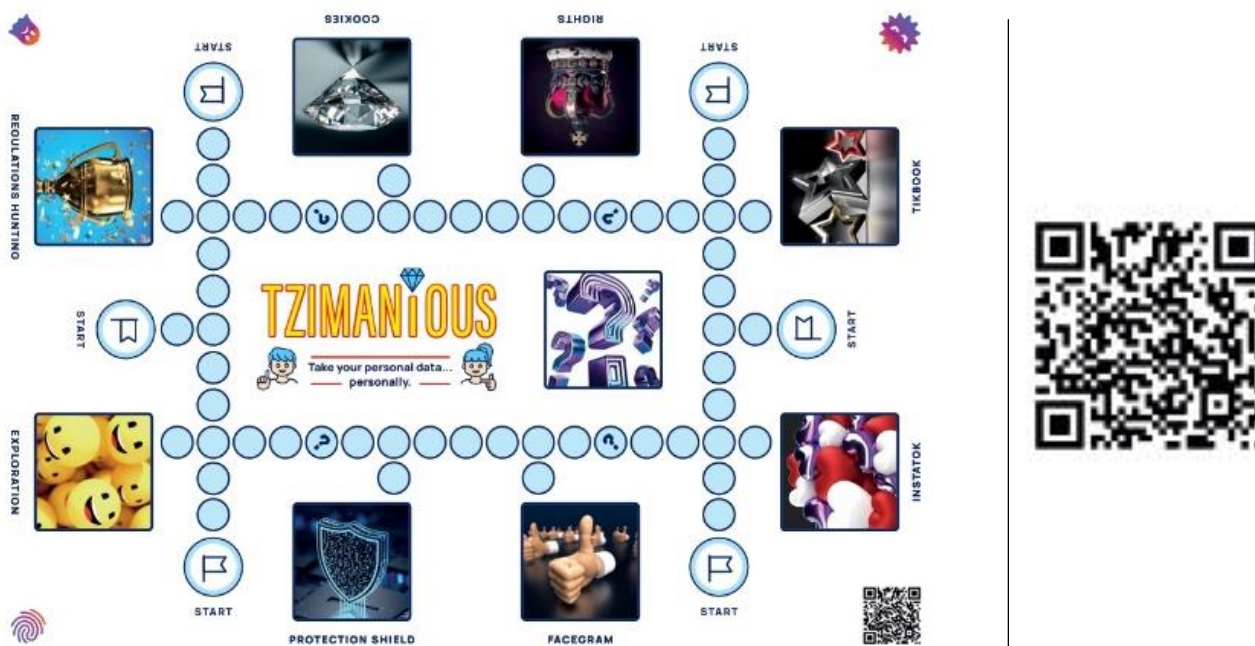 COOKIES
RIGHTS
START
START
REGULATIONS HUNTING
TIKBOOK
TZIMANiOUS
Take your personal data...
personally.
START
START
EXPLORATION
INSTATOK
START
START
PROTECTION SHIELD
FACEGRAM